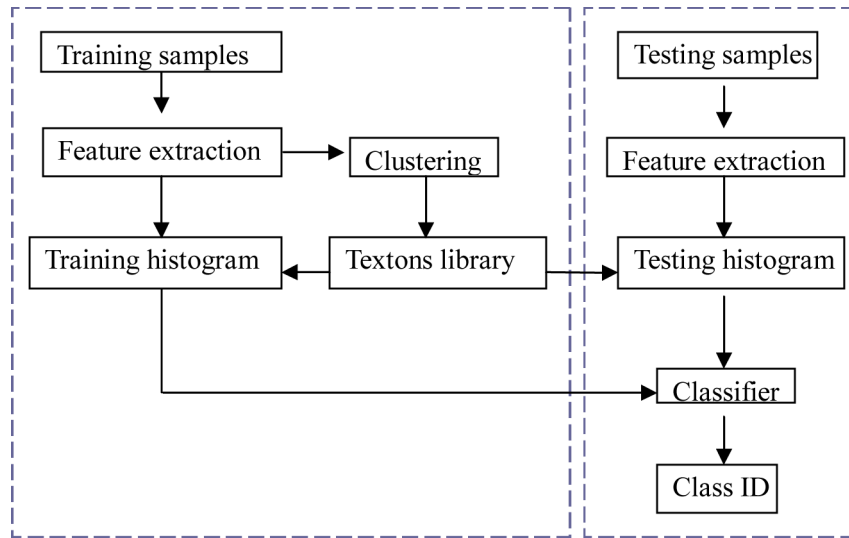 Training samples
Testing samples
Feature extraction
Clustering
Feature extraction
Training histogram
Textons library
Testing histogram
Classifier
Class ID